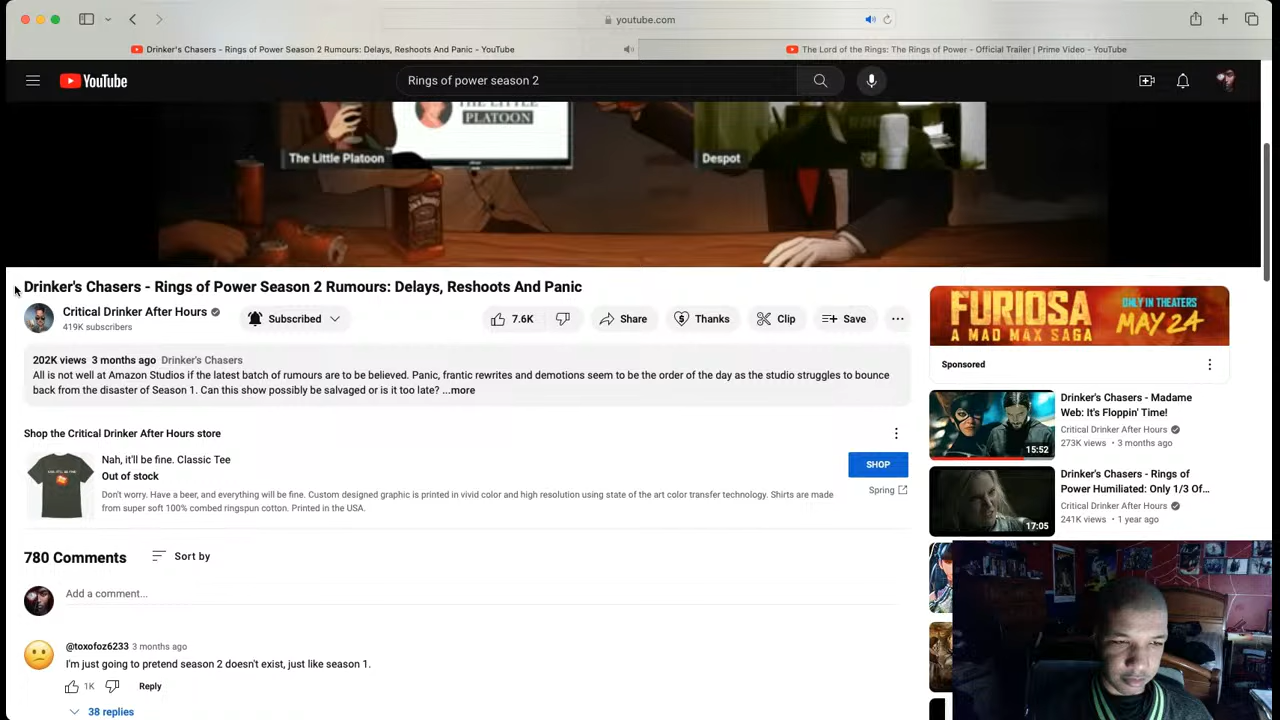 youtube.com
Drinker's Chasers - Rings of Power Season 2 Rumours: Delays, Reshoots And Panic - YouTube
The Lord of the Rings: The Rings of Power - Official Trailer | Prime Video - YouTube
YouTube
Rings of power season 2
THE LITTLE
PLATOON
The Little Platoon
Despot
Drinker's Chasers - Rings of Power Season 2 Rumours: Delays, Reshoots And Panic
Critical Drinker After Hours
419K subscribers
Subscribed
7.6K
Share
Thanks
Clip
Save
202K views 3 months ago Drinker's Chasers
All is not well at Amazon Studios if the latest batch of rumours are to be believed. Panic, frantic rewrites and demotions seem to be the order of the day as the studio struggles to bounce
back from the disaster of Season 1. Can this show possibly be salvaged or is it too late? ...more
Shop the Critical Drinker After Hours store
Nah, it'll be fine. Classic Tee
Out of stock
Don't worry. Have a beer, and everything will be fine. Custom designed graphic is printed in vivid color and high resolution using state of the art color transfer technology. Shirts are made
from super soft 100% combed ringspun cotton. Printed in the USA.
SHOP
Spring
780 Comments
Sort by
Add a comment...
@toxofoz6233 3 months ago
I'm just going to pretend season 2 doesn't exist, just like season 1.
1K
Reply
38 replies
FURIOSA
A MAD MAX SAGA
ONLY IN THEATERS
MAY 24
Sponsored
Drinker's Chasers - Madame
Web: It's Floppin' Time!
Critical Drinker After Hours
273K views • 3 months ago
15:52
Drinker's Chasers - Rings of
Power Humiliated: Only 1/3 Of...
Critical Drinker After Hours
241K views • 1 year ago
17:05